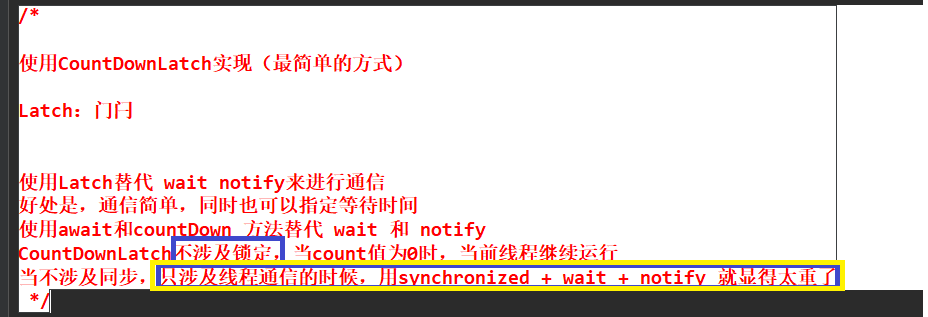 /*
使用CountDownLatch实现（最简单的方式）
Latch：门闩
使用Latch替代 wait notify来进行通信
好处是，通信简单，同时也可以指定等待时间
使用await和countDown 方法替代 wait 和 notify
CountDownLatch不涉及锁定，当count值为0时，当前线程继续运行
当不涉及同步，只涉及线程通信的时候，用synchronized + wait + notify 就显得太重了
*/